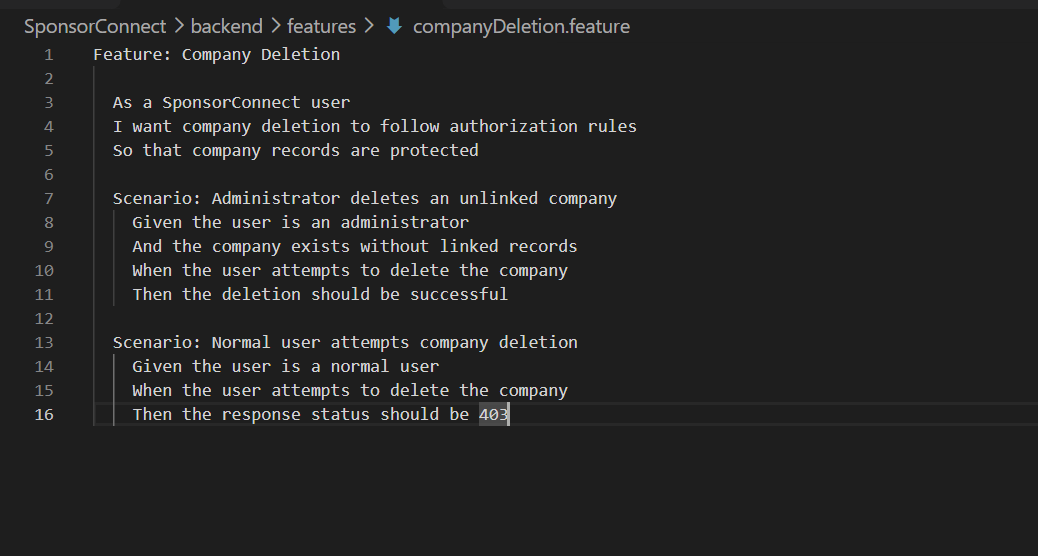 SponsorConnect > backend > features > companyDeletion.feature
1 Feature: Company Deletion
2
3 As a SponsorConnect user
4 I want company deletion to follow authorization rules
5 So that company records are protected
6
7 Scenario: Administrator deletes an unlinked company
8 Given the user is an administrator
9 And the company exists without linked records
10 When the user attempts to delete the company
11 Then the deletion should be successful
12
13 Scenario: Normal user attempts company deletion
14 Given the user is a normal user
15 When the user attempts to delete the company
16 Then the response status should be 403